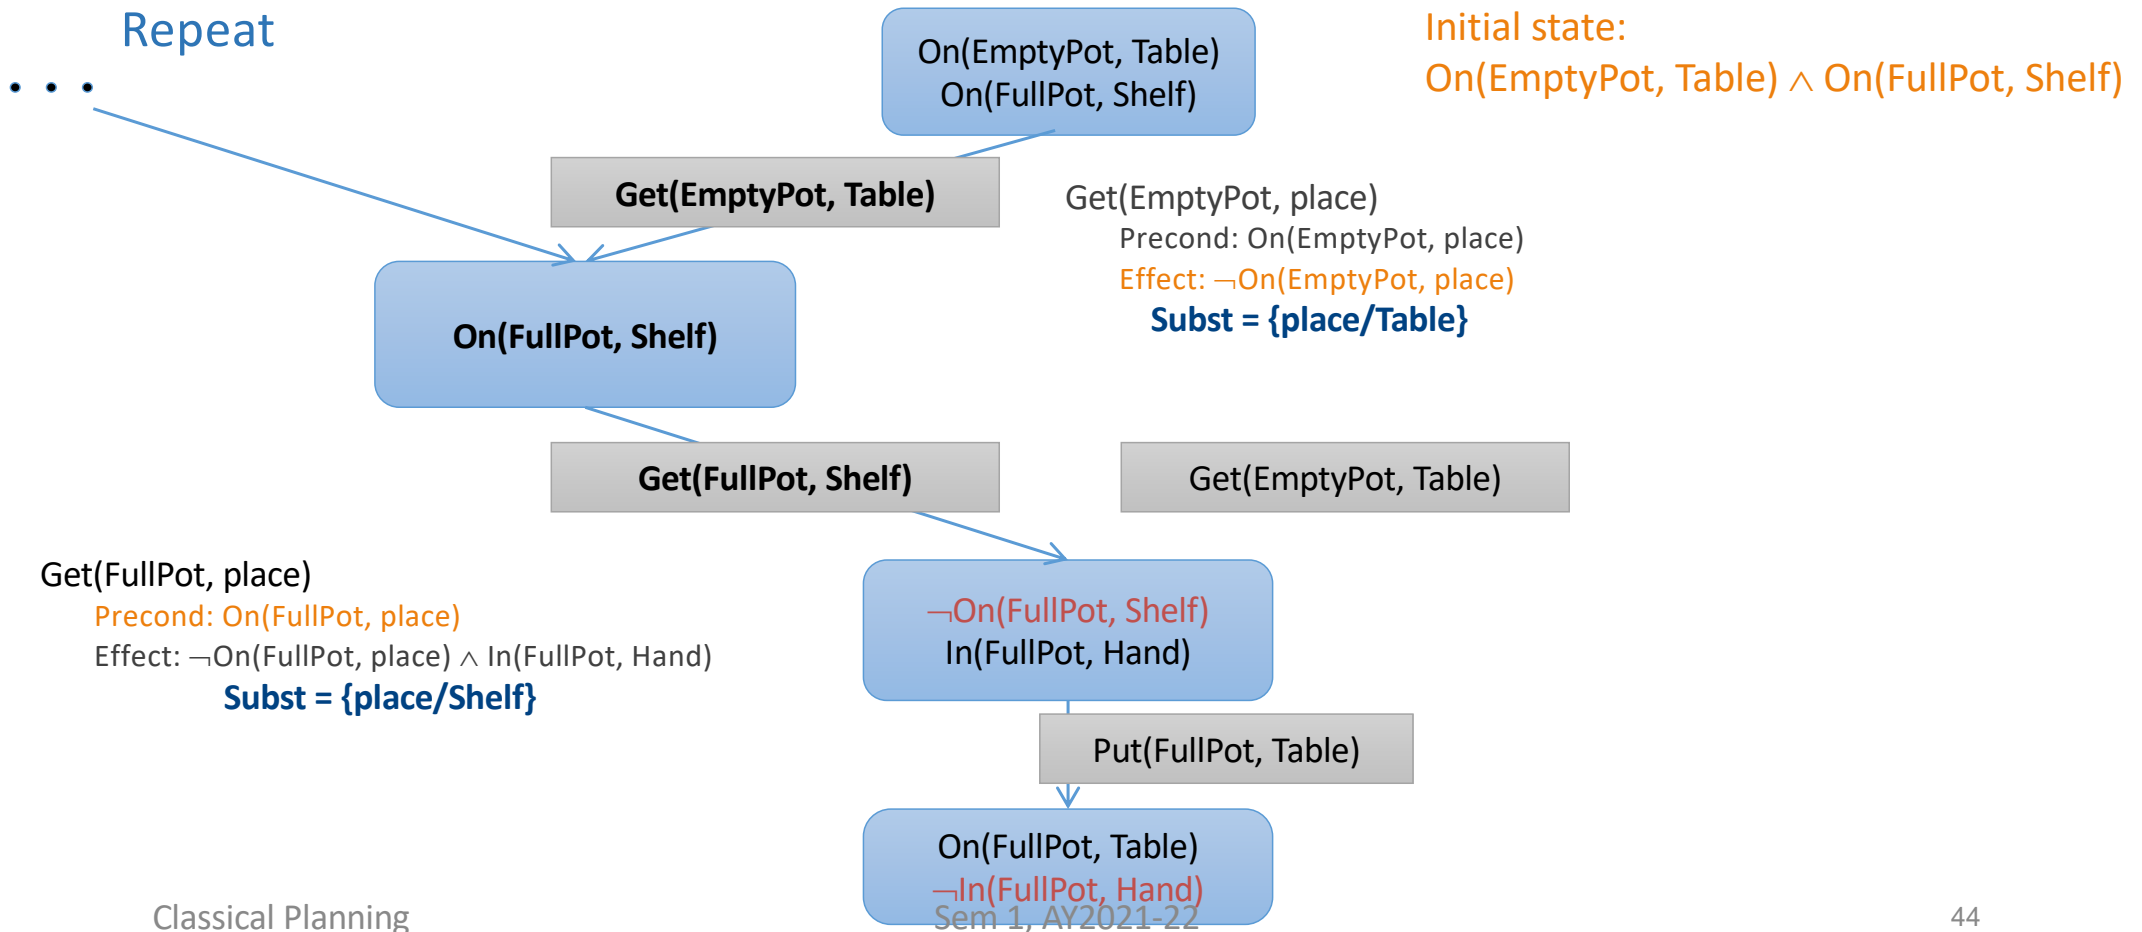 Repeat
• • •
On(EmptyPot, Table)
On(FullPot, Shelf)
Initial state:
On(EmptyPot, Table) ∧ On(FullPot, Shelf)
Get(EmptyPot, Table)
Get(EmptyPot, place)
Precond: On(EmptyPot, place)
Effect: ¬On(EmptyPot, place)
Subst = {place/Table}
On(FullPot, Shelf)
Get(FullPot, Shelf)
Get(EmptyPot, Table)
Get(FullPot, place)
Precond: On(FullPot, place)
Effect: ¬On(FullPot, place) ∧ In(FullPot, Hand)
Subst = {place/Shelf}
¬On(FullPot, Shelf)
In(FullPot, Hand)
Put(FullPot, Table)
On(FullPot, Table)
¬In(FullPot, Hand)
Classical Planning
Sem 1, AY2021-22
44